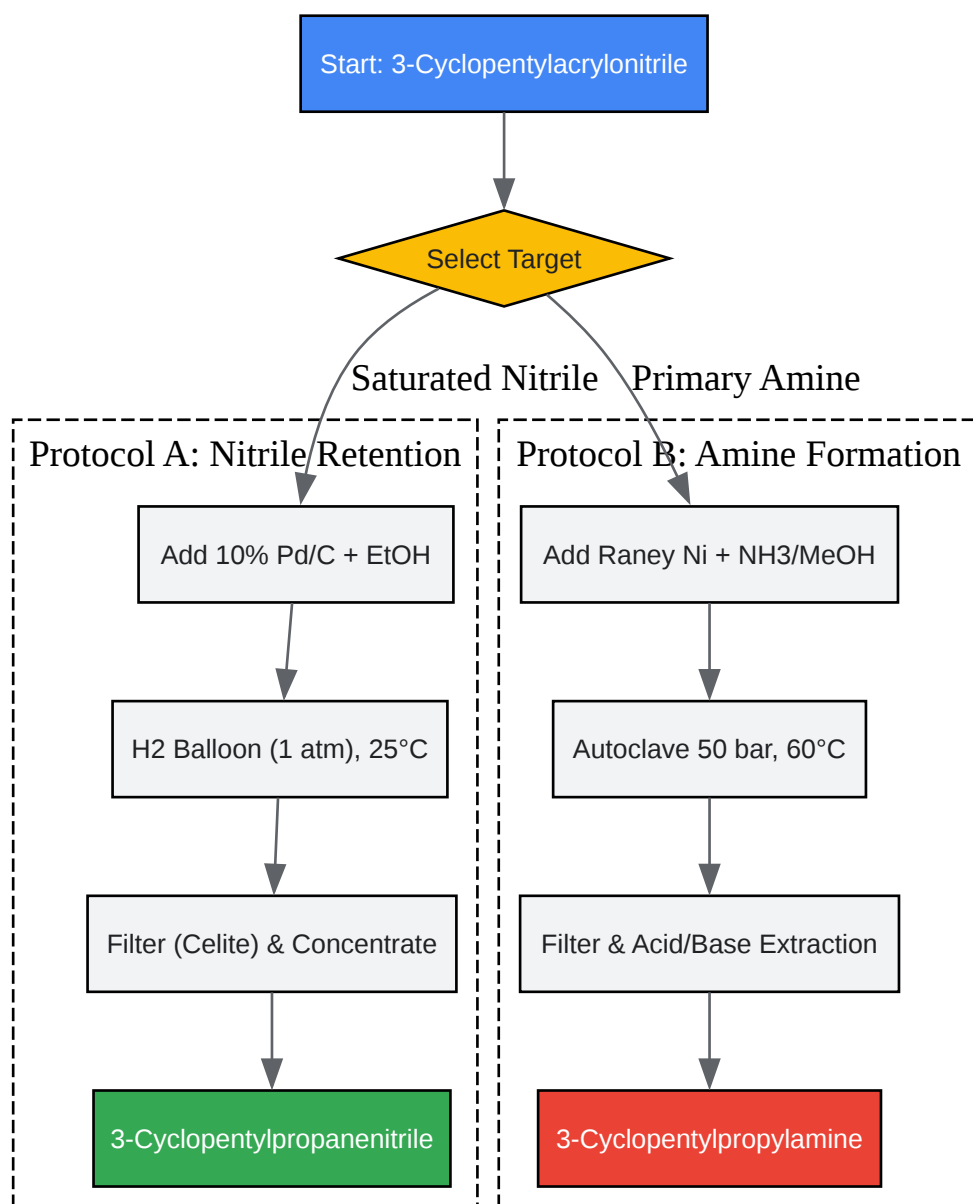 Start: 3-Cyclopentylacrylonitrile
Select Target
Saturated Nitrile
Primary Amine
Protocol A: Nitrile Retention
Add 10% Pd/C + EtOH
H2 Balloon (1 atm), 25°C
Filter (Celite) & Concentrate
3-Cyclopentylpropanenitrile
Protocol B: Amine Formation
Add Raney Ni + NH3/MeOH
Autoclave 50 bar, 60°C
Filter & Acid/Base Extraction
3-Cyclopentylpropylamine